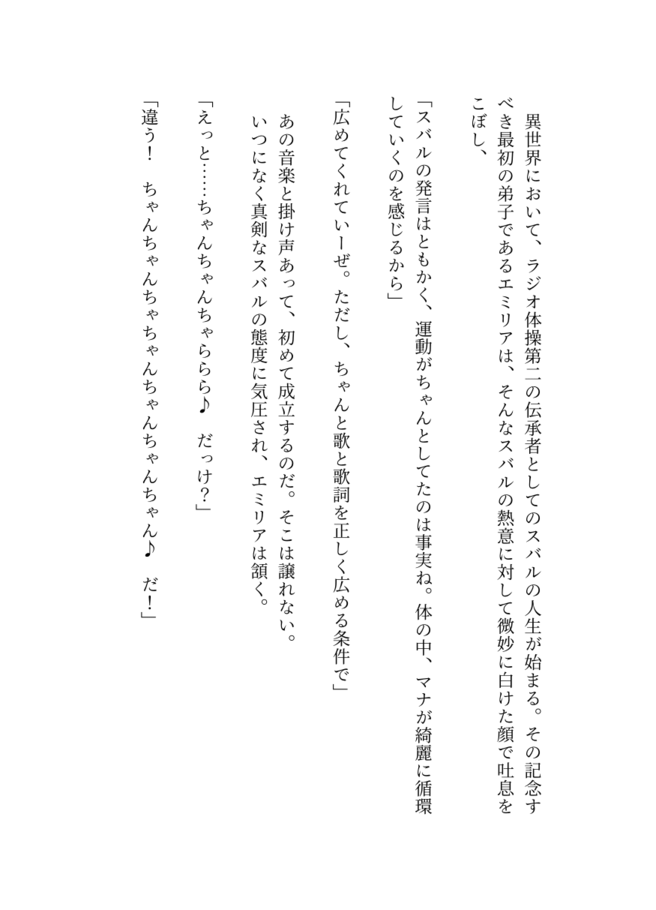 異世界において、ラジオ体操第二の伝承者としてのスバルの人生が始まる。その記念す
べき最初の弟子であるエミリアは、そんなスバルの熱意に対して微妙に白けた顔で吐息を
こぼし、
「スバルの発言はともかく、運動がちゃんとしてたのは事実ね。体の中、マナが綺麗に循環
していくのを感じるから」
「広めてくれていーぜ。ただし、ちゃんと歌と歌詞を正しく広める条件で」
あの音楽と掛け声あって、初めて成立するのだ。そこは譲れない。
いつになく真剣なスバルの態度に気圧され、エミリアは頷く。
「えっと……ちゃんちゃんちゃららら♪　だっけ？」
「違う！　ちゃんちゃんちゃちゃんちゃんちゃんちゃん♪　だ！」